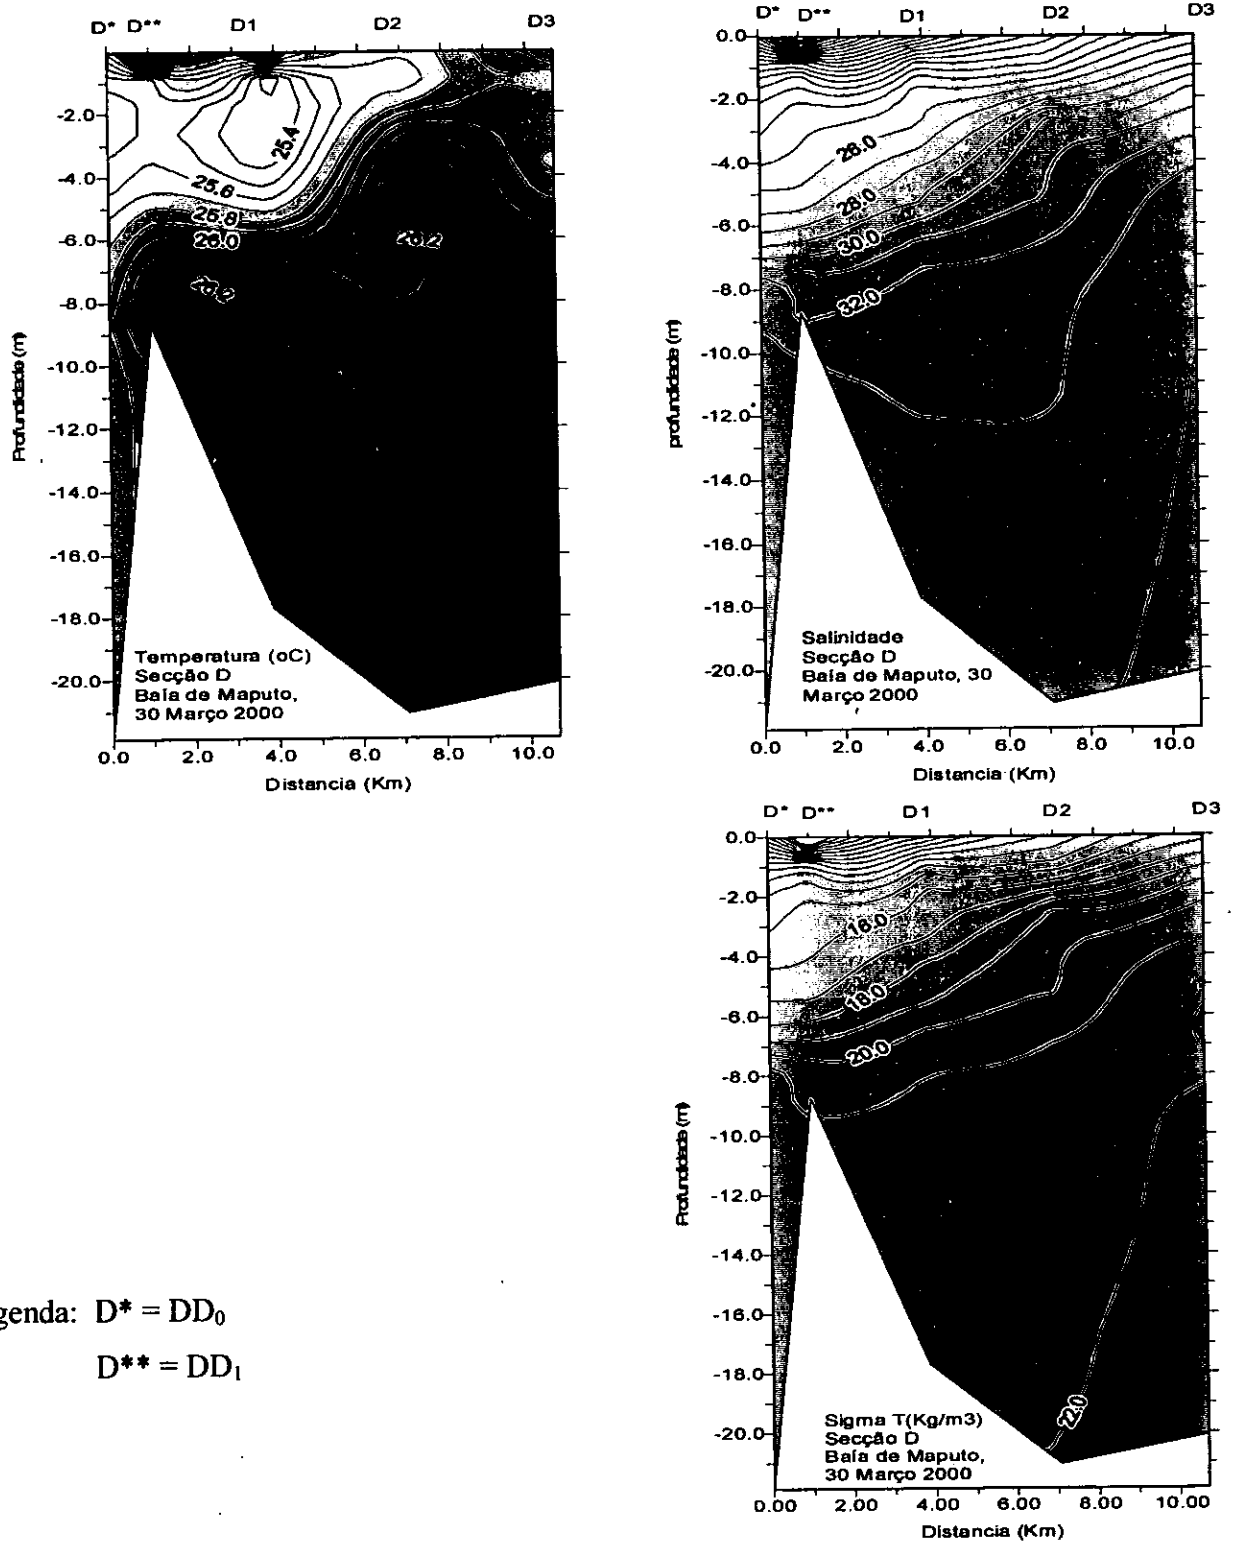 D* D** D1 D2 D3
-2.0
-4.0
-6.0
-8.0
-10.0
-12.0
-14.0
-16.0
-18.0
-20.0
Profundidade (m)
25.4
25.6
25.8
26.0
26.2
26.2
Temperatura (oC)
Secção D
Baía de Maputo,
30 Março 2000
0.0 2.0 4.0 6.0 8.0 10.0
Distancia (Km)
D* D** D1 D2 D3
0.0
-2.0
-4.0
-6.0
-8.0
-10.0
-12.0
-14.0
-16.0
-18.0
-20.0
profundidade (m)
26.0
28.0
30.0
32.0
Salinidade
Secção D
Baía de Maputo, 30
Março 2000
0.0 2.0 4.0 6.0 8.0 10.0
Distancia (Km)
D* D** D1 D2 D3
0.0
-2.0
-4.0
-6.0
-8.0
-10.0
-12.0
-14.0
-16.0
-18.0
-20.0
Profundidade (m)
16.0
18.0
20.0
22.0
Sigma T(Kg/m3)
Secção D
Baía de Maputo,
30 Março 2000
0.00 2.00 4.00 6.00 8.00 10.00
Distancia (Km)
genda: D* = DD₀
D** = DD₁